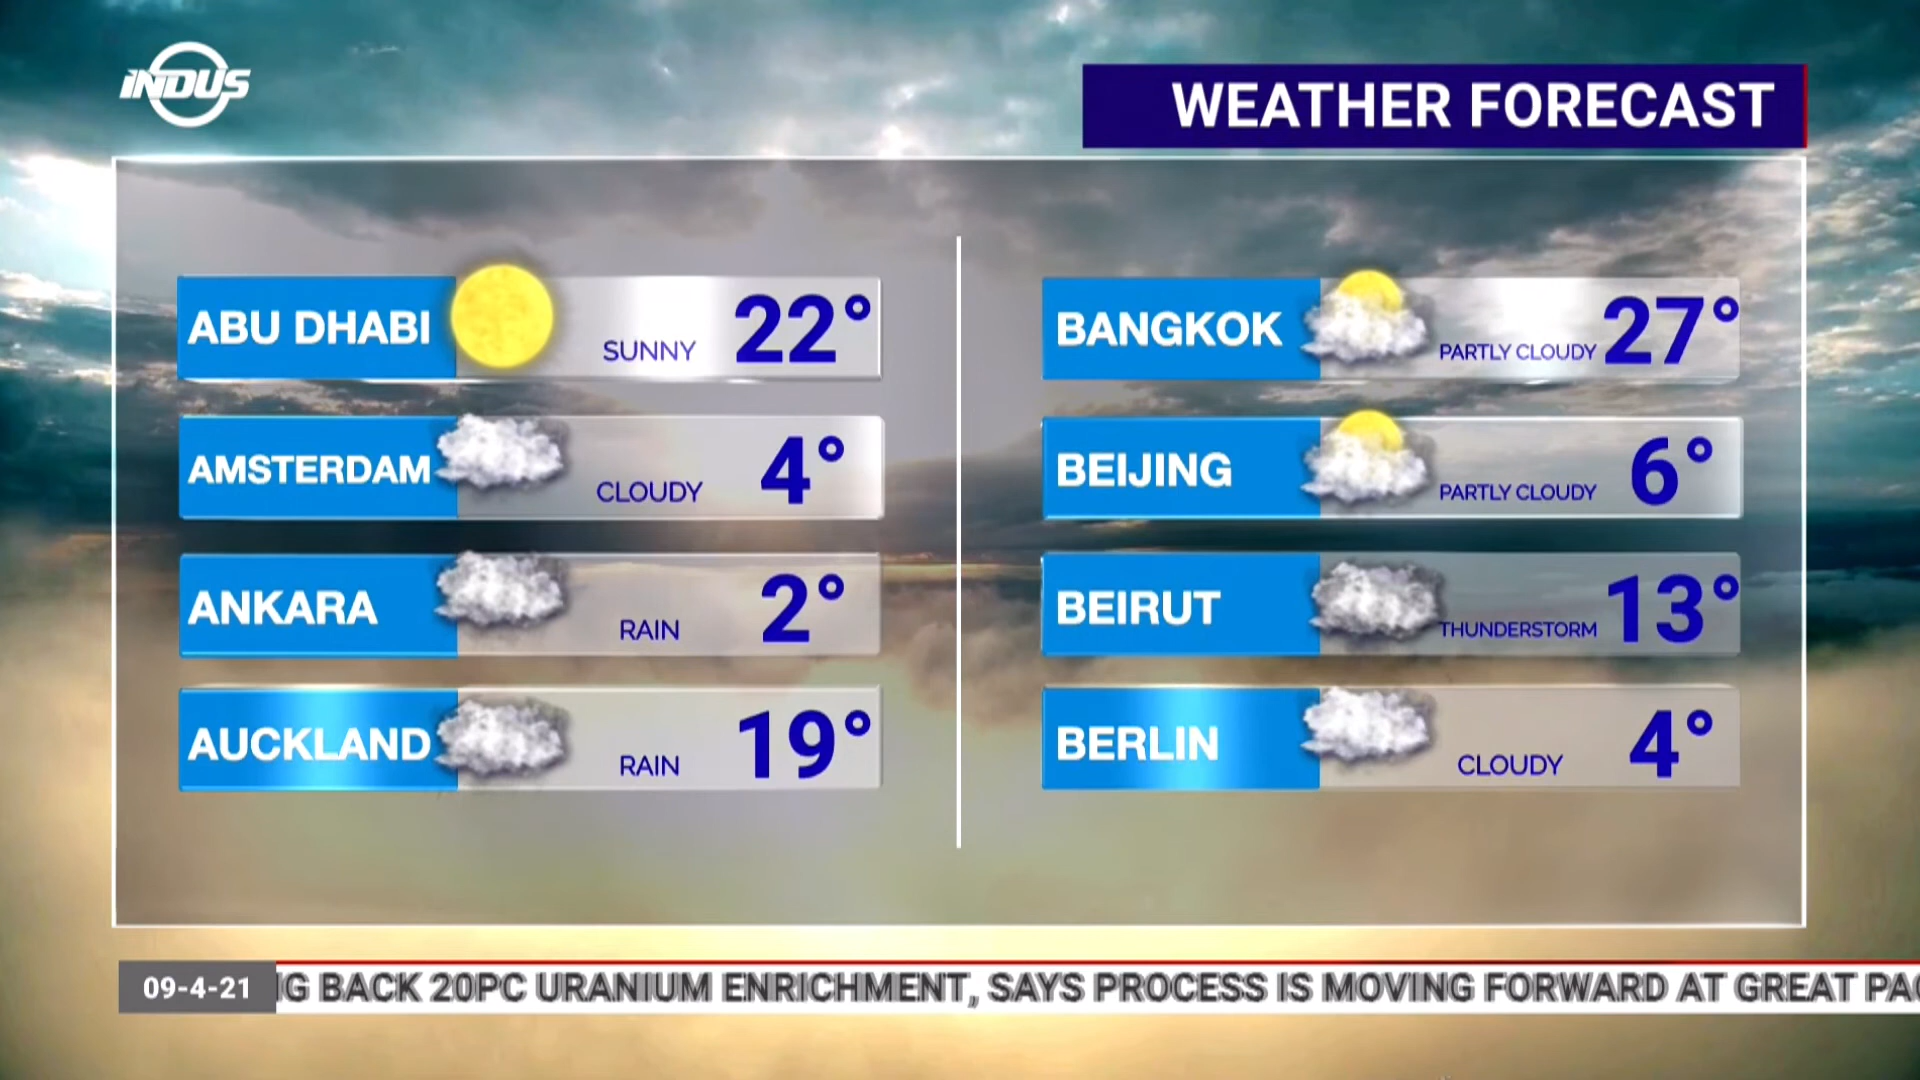 INDUS
WEATHER FORECAST
ABU DHABI SUNNY 22°
AMSTERDAM CLOUDY 4°
ANKARA RAIN 2°
AUCKLAND RAIN 19°
BANGKOK PARTLY CLOUDY 27°
BEIJING PARTLY CLOUDY 6°
BEIRUT THUNDERSTORM 13°
BERLIN CLOUDY 4°
09-4-21 G BACK 20PC URANIUM ENRICHMENT, SAYS PROCESS IS MOVING FORWARD AT GREAT PAC